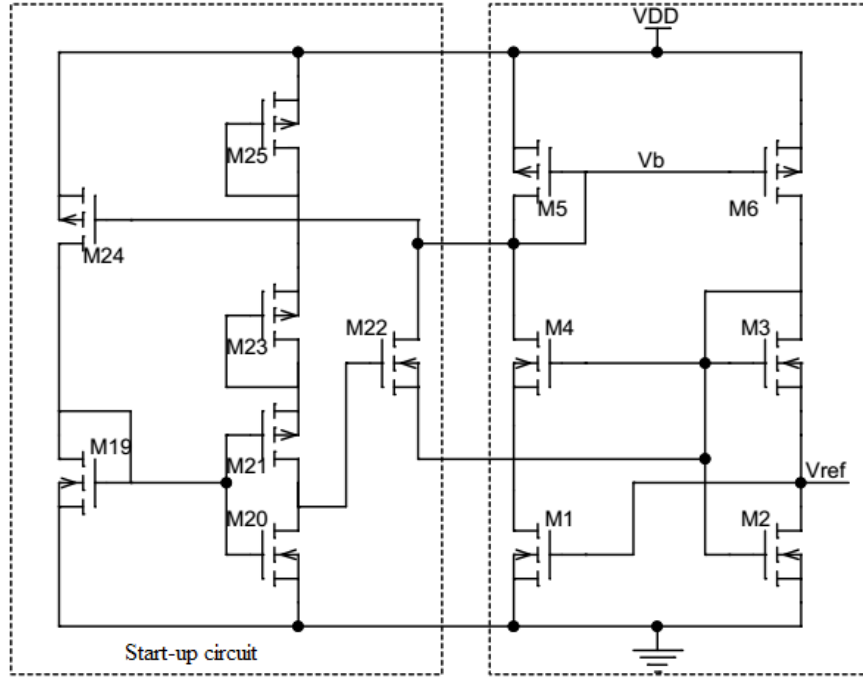 VDD
M25
Vb
M5
M6
M24
M22
M4
M3
M23
M19
M21
Vref
M20
M1
M2
Start-up circuit